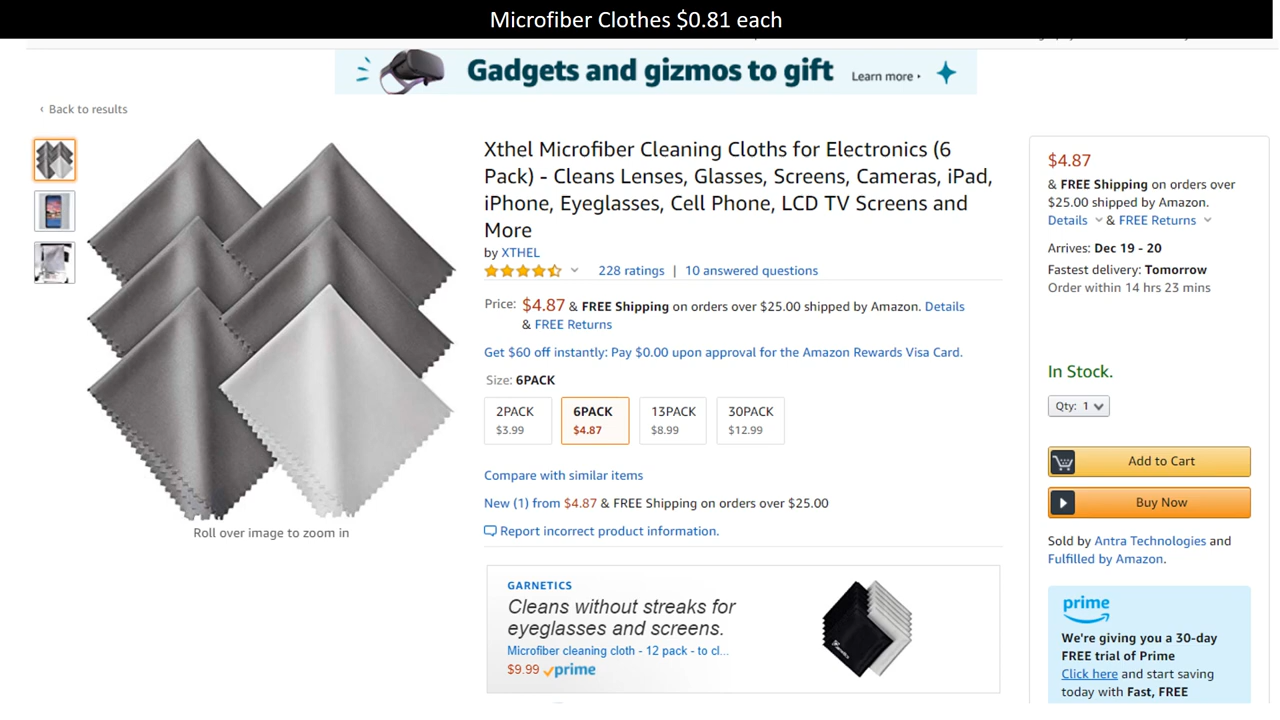 Microfiber Clothes $0.81 each
Gadgets and gizmos to gift Learn more ›
‹ Back to results
Xthel Microfiber Cleaning Cloths for Electronics (6
Pack) - Cleans Lenses, Glasses, Screens, Cameras, iPad,
iPhone, Eyeglasses, Cell Phone, LCD TV Screens and
More
by XTHEL
228 ratings | 10 answered questions
Price: $4.87 & FREE Shipping on orders over $25.00 shipped by Amazon. Details
& FREE Returns
Get $60 off instantly: Pay $0.00 upon approval for the Amazon Rewards Visa Card.
Size: 6PACK
2PACK 6PACK 13PACK 30PACK
$3.99 $4.87 $8.99 $12.99
Compare with similar items
New (1) from $4.87 & FREE Shipping on orders over $25.00
Report incorrect product information.
Roll over image to zoom in
GARNETICS
Cleans without streaks for
eyeglasses and screens.
Microfiber cleaning cloth - 12 pack - to cl...
$9.99 prime
$4.87
& FREE Shipping on orders over
$25.00 shipped by Amazon.
Details & FREE Returns
Arrives: Dec 19 - 20
Fastest delivery: Tomorrow
Order within 14 hrs 23 mins
In Stock.
Qty: 1
Add to Cart
Buy Now
Sold by Antra Technologies and
Fulfilled by Amazon.
prime
We're giving you a 30-day
FREE trial of Prime
Click here and start saving
today with Fast, FREE